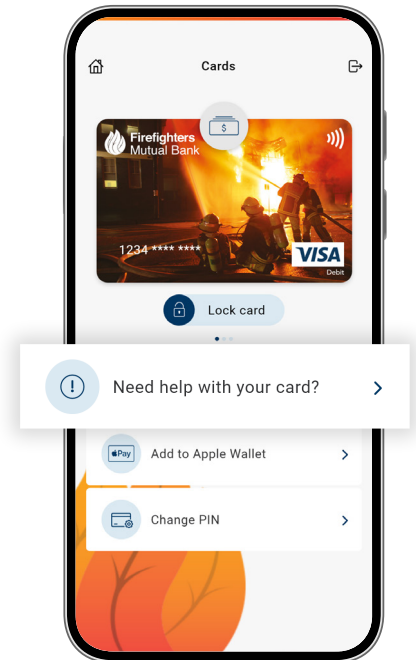 Cards
$
Firefighters
Mutual Bank
1234 **** ****
VISA
Debit
Lock card
Need help with your card?
Pay
Add to Apple Wallet
Change PIN